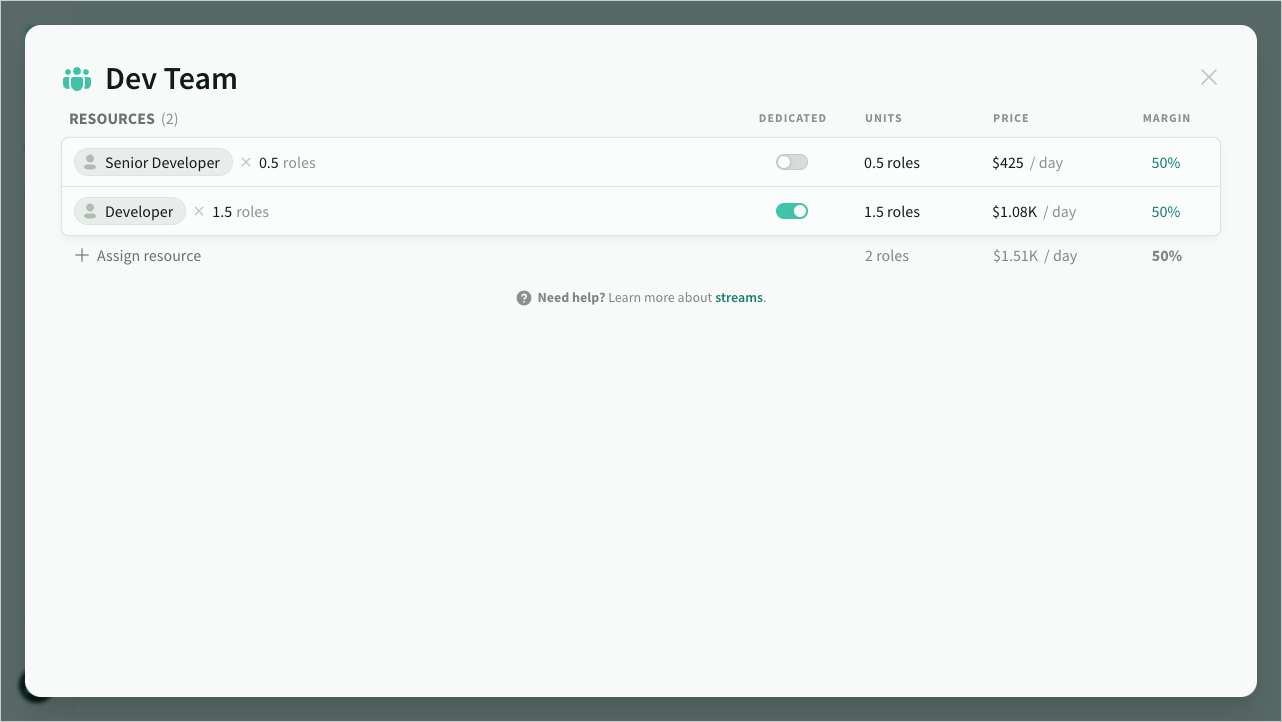 Dev Team
RESOURCES (2) DEDICATED UNITS PRICE MARGIN
Senior Developer × 0.5 roles 0.5 roles $425 / day 50%
Developer × 1.5 roles 1.5 roles $1.08K / day 50%
+ Assign resource 2 roles $1.51K / day 50%
? Need help? Learn more about streams.